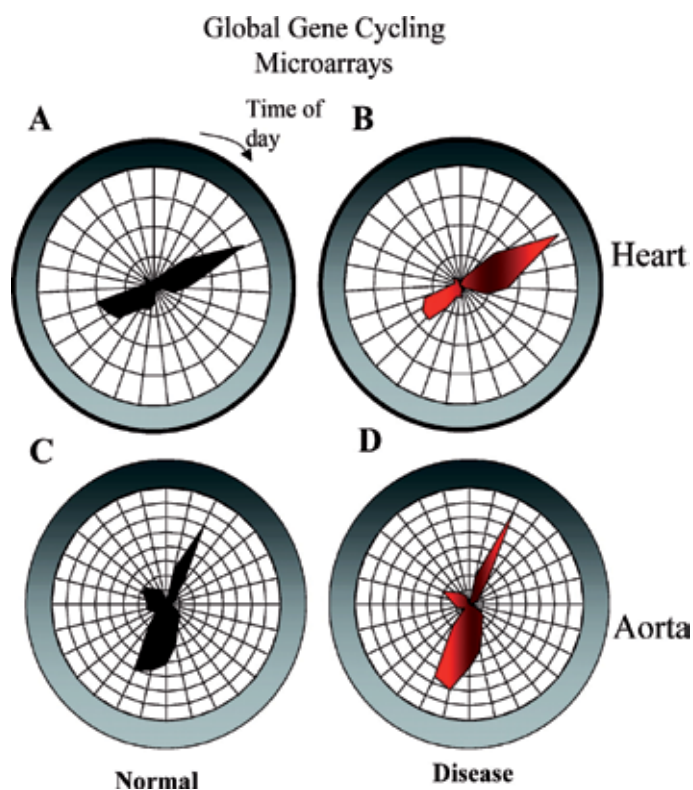 Global Gene Cycling
Microarrays
A
Time of
day
B
Heart
C
D
Aorta
Normal
Disease